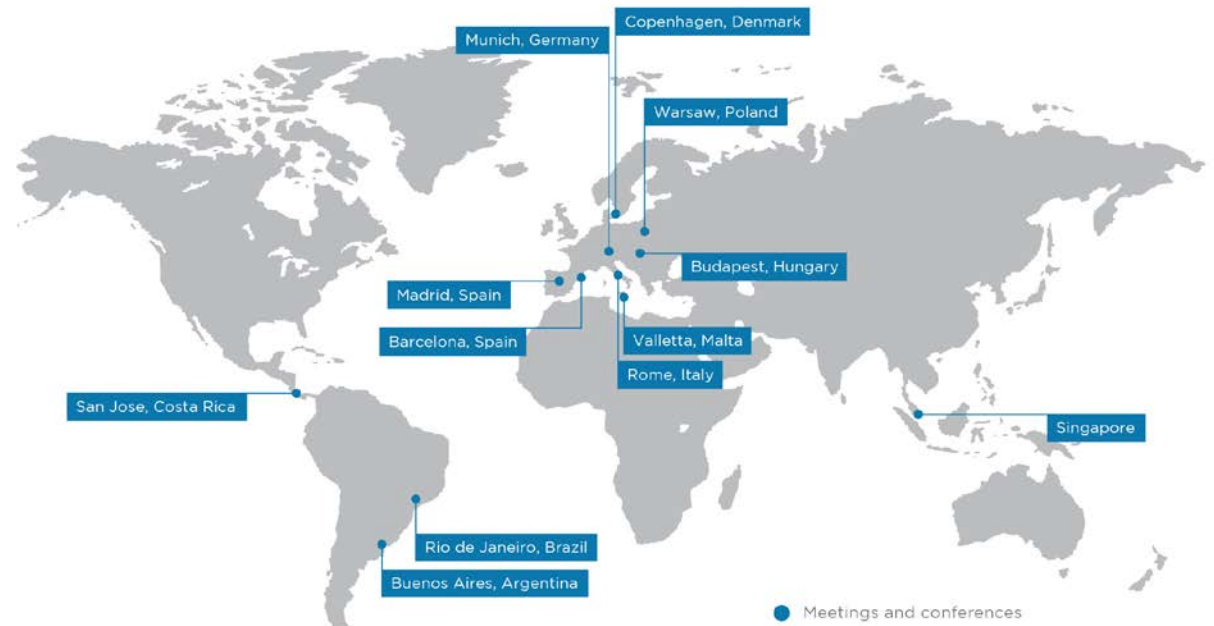 Copenhagen, Denmark
Munich, Germany
Warsaw, Poland
Budapest, Hungary
Madrid, Spain
Barcelona, Spain
Valletta, Malta
Rome, Italy
San Jose, Costa Rica
Singapore
Rio de Janeiro, Brazil
Buenos Aires, Argentina
Meetings and conferences